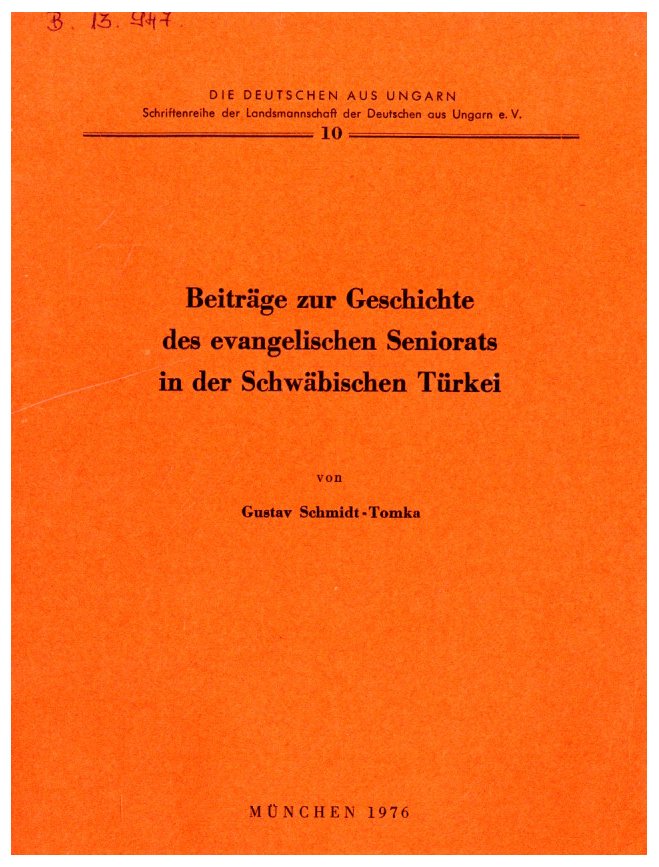 B. 13.947.
DIE DEUTSCHEN AUS UNGARN
Schriftenreihe der Landsmannschaft der Deutschen aus Ungarn e. V.
10
Beiträge zur Geschichte
des evangelischen Seniorats
in der Schwäbischen Türkei
von
Gustav Schmidt-Tomka
MÜNCHEN 1976